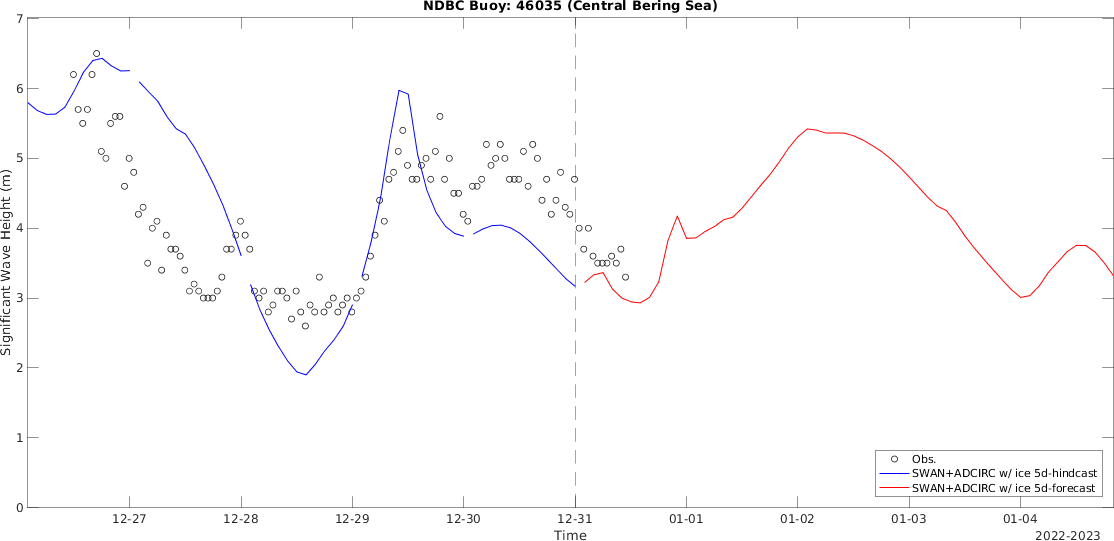 NDBC Buoy: 46035 (Central Bering Sea)
7
6
5
4
3
2
1
0
Significant Wave Height (m)
12-27 12-28 12-29 12-30 12-31 01-01 01-02 01-03 01-04
Time
2022-2023
Obs.
SWAN+ADCIRC w/ ice 5d-hindcast
SWAN+ADCIRC w/ ice 5d-forecast